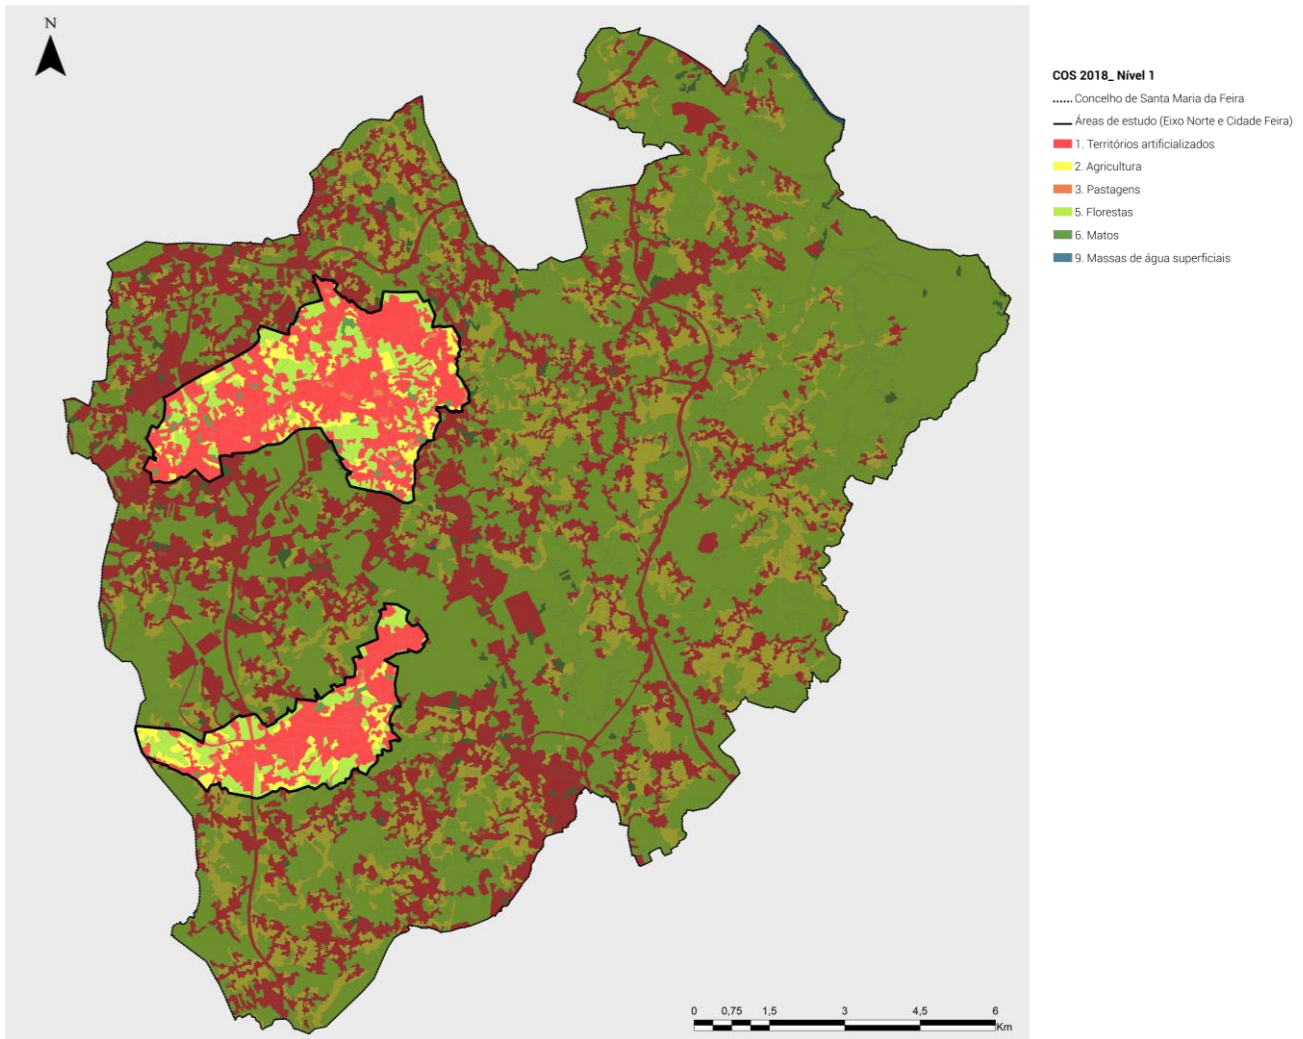 N
COS 2018_ Nível 1
Concelho de Santa Maria da Feira
Áreas de estudo (Eixo Norte e Cidade Feira)
1. Territórios artificializados
2. Agricultura
3. Pastagens
5. Florestas
6. Matos
9. Massas de água superficiais
0 0,75 1,5 3 4,5 6
Km